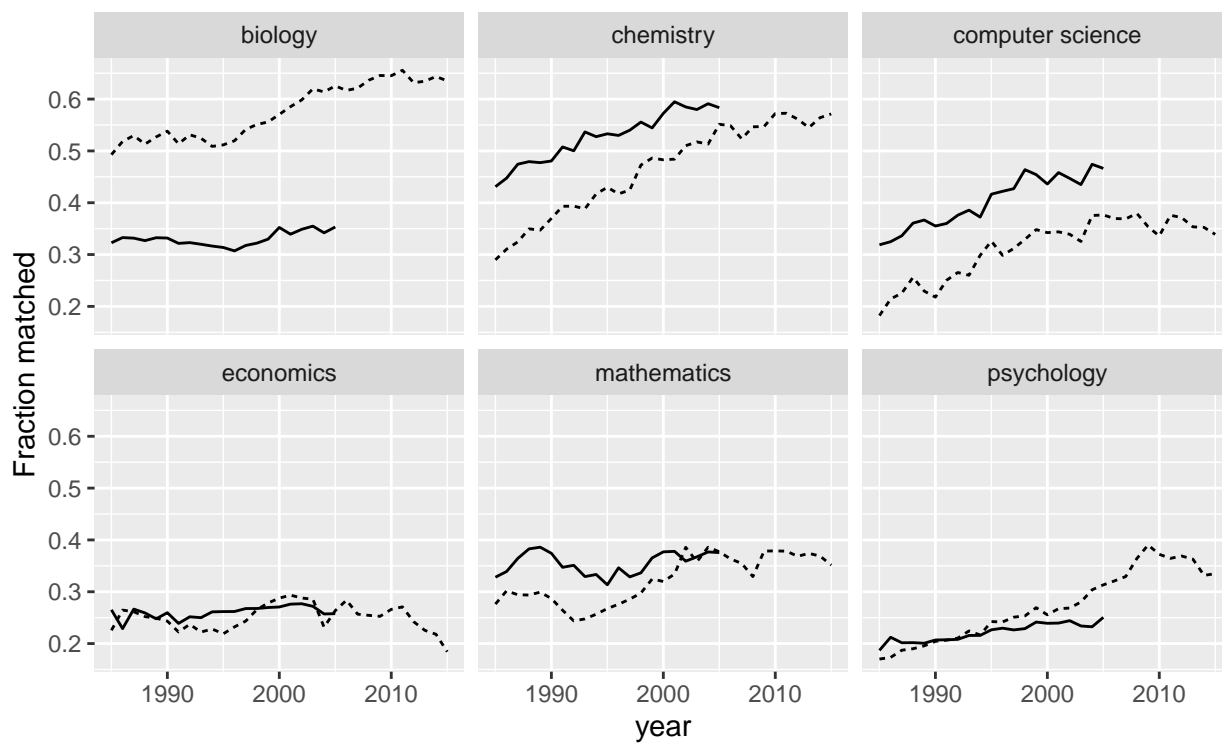 biology chemistry computer science
0.6
0.5
0.4
0.3
0.2
economics mathematics psychology
0.6
0.5
0.4
0.3
0.2
1990 2000 2010 1990 2000 2010 1990 2000 2010
year
Fraction matched